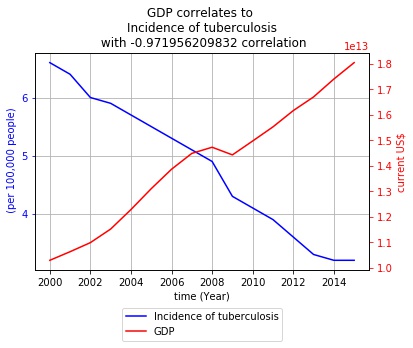 GDP correlates to
Incidence of tuberculosis
with -0.971956209832 correlation
1e13
6
5
4
(per 100,000 people)
1.8
1.7
1.6
1.5
1.4
1.3
1.2
1.1
1.0
current US$
2000 2002 2004 2006 2008 2010 2012 2014
time (Year)
Incidence of tuberculosis
GDP